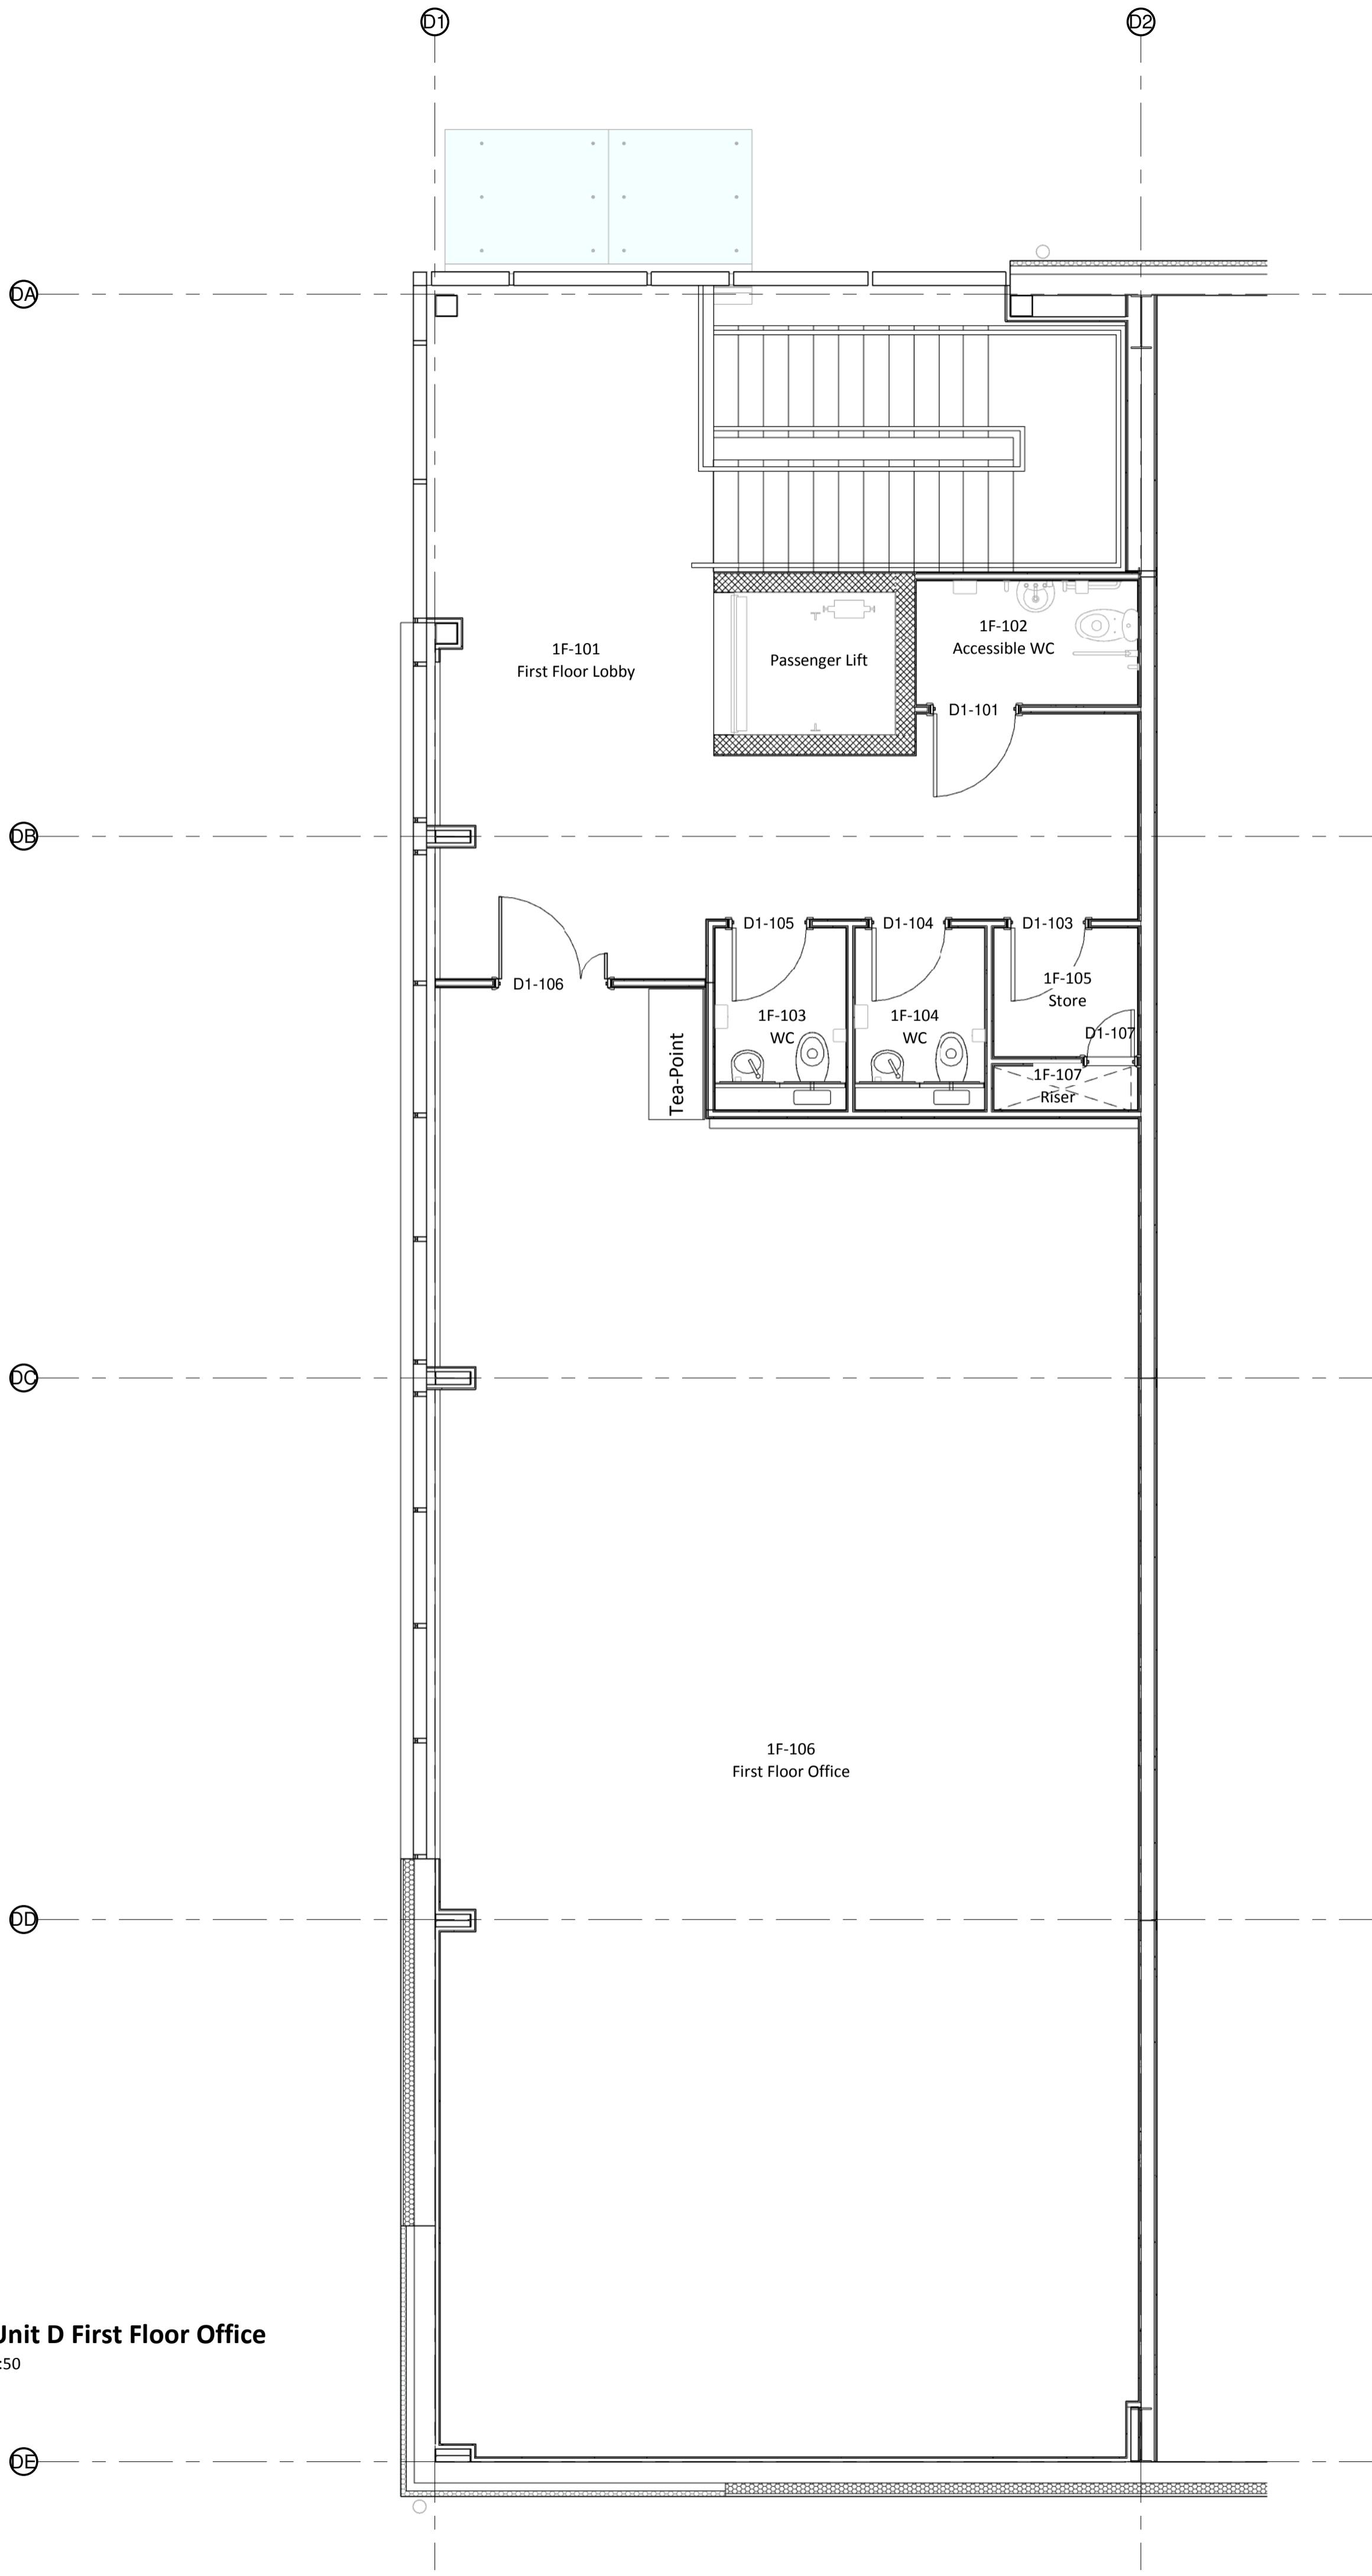 D1
D2
DA
1F-101
First Floor Lobby
Passenger Lift
1F-102
Accessible WC
D1-101
DB
D1-105
D1-104
D1-103
D1-106
1F-105
Store
1F-103
WC
1F-104
WC
D1-107
Tea-Point
1F-107
Riser
DC
1F-106
First Floor Office
DD
Unit D First Floor Office
:50
DE